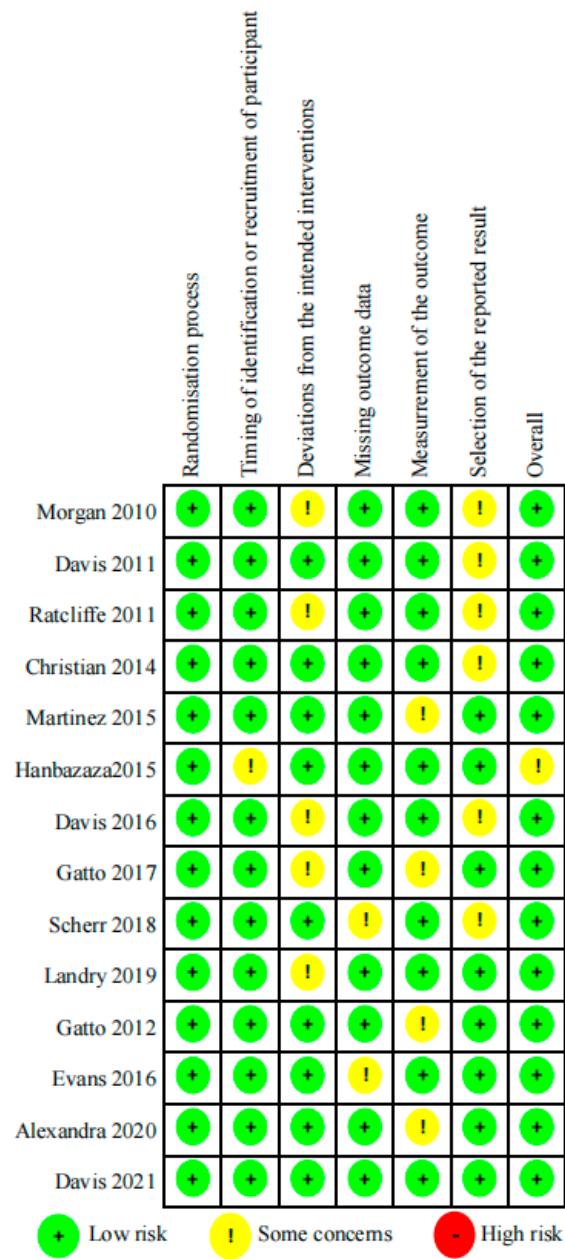 Randomisation process
Timing of identification or recruitment of participant
Deviations from the intended interventions
Missing outcome data
Measurrement of the outcome
Selection of the reported result
Overall
Morgan 2010 + + ! + + ! +
Davis 2011 + + + + + ! +
Ratcliffe 2011 + + ! + + ! +
Christian 2014 + + + + + ! +
Martinez 2015 + + + + ! + +
Hanbazaza2015 + ! + + + + !
Davis 2016 + + ! + + ! +
Gatto 2017 + + ! + ! + +
Scherr 2018 + + + ! + ! +
Landry 2019 + + ! + + + +
Gatto 2012 + + + + ! + +
Evans 2016 + + + ! + + +
Alexandra 2020 + + + + ! + +
Davis 2021 + + + + + + +
+ Low risk ! Some concerns - High risk